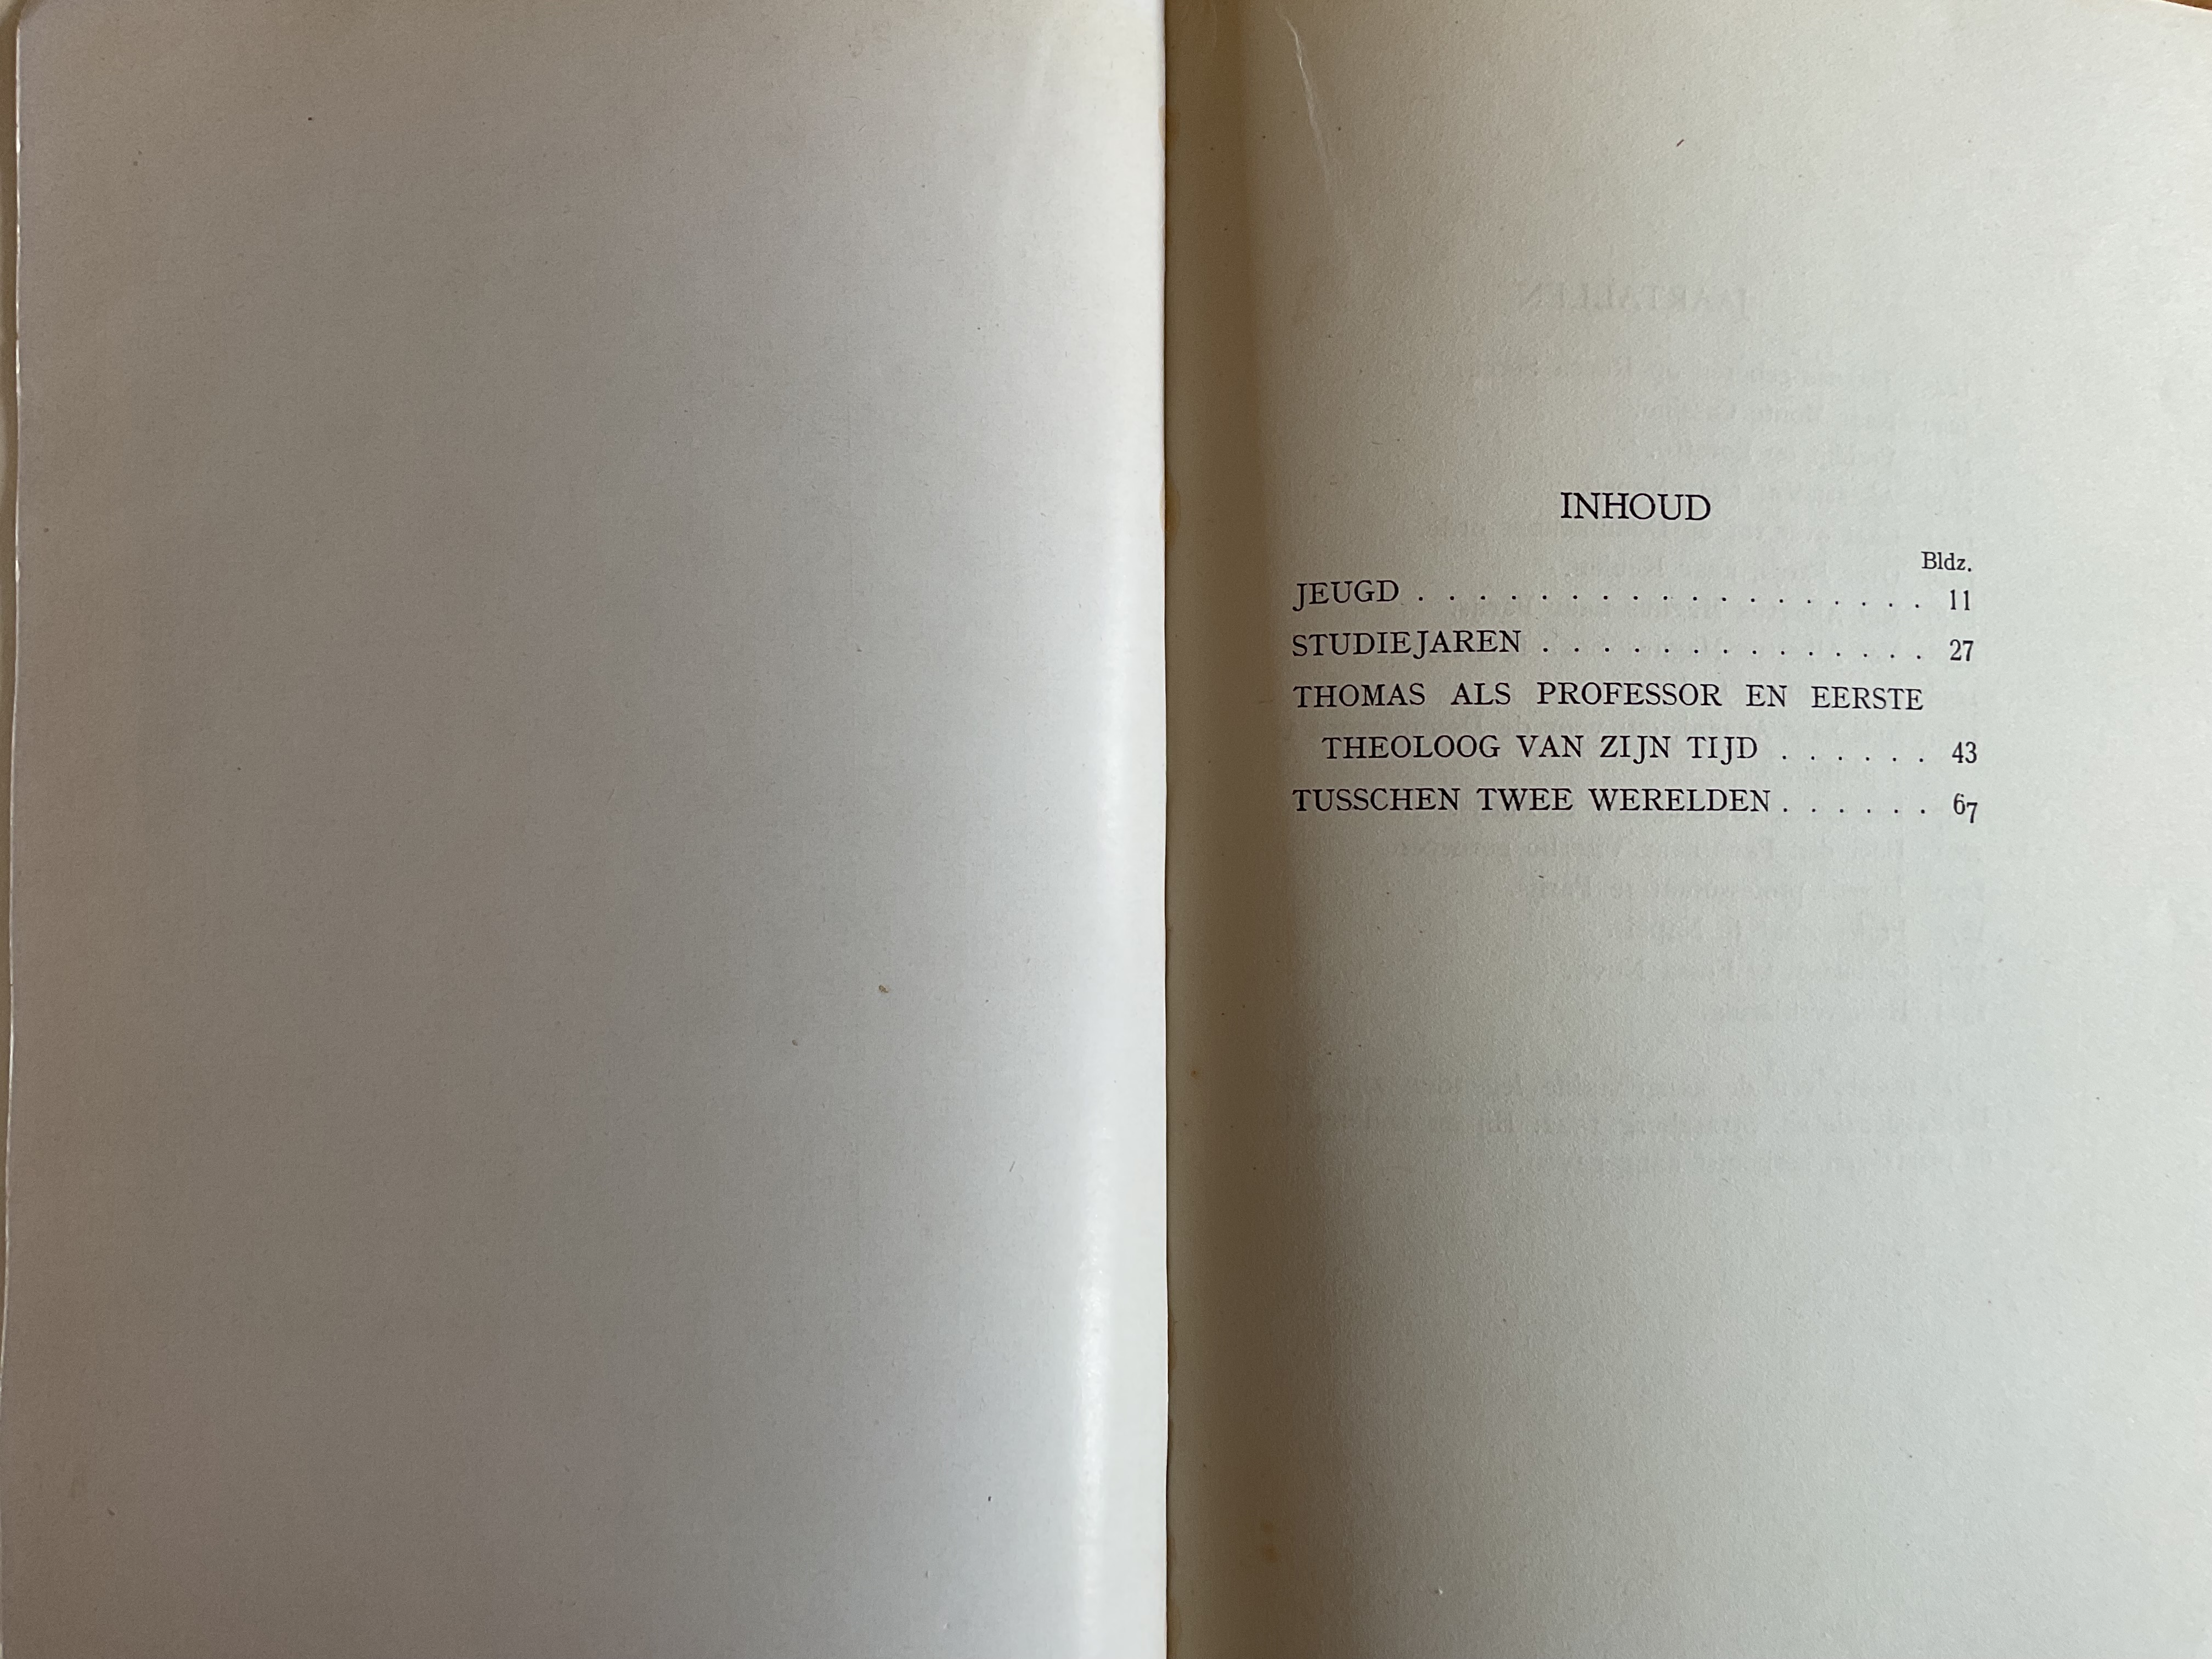 INHOUD
Bldz.
JEUGD . . . . . . . . . . . . . . . . . 11
STUDIEJAREN . . . . . . . . . . . . . . 27
THOMAS ALS PROFESSOR EN EERSTE
THEOLOOG VAN ZIJN TIJD . . . . . . 43
TUSSCHEN TWEE WERELDEN . . . . . . 67